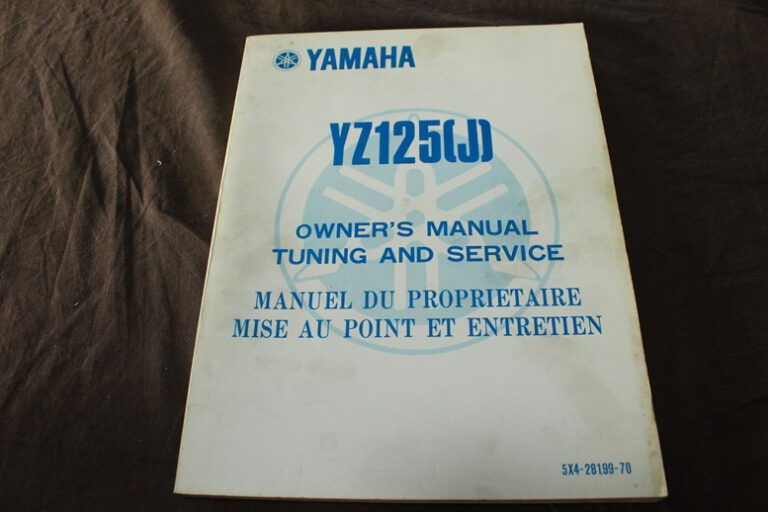 YAMAHA
YZ125(J)
OWNER'S MANUAL
TUNING AND SERVICE
MANUEL DU PROPRIETAIRE
MISE AU POINT ET ENTRETIEN
5X4-28199-70